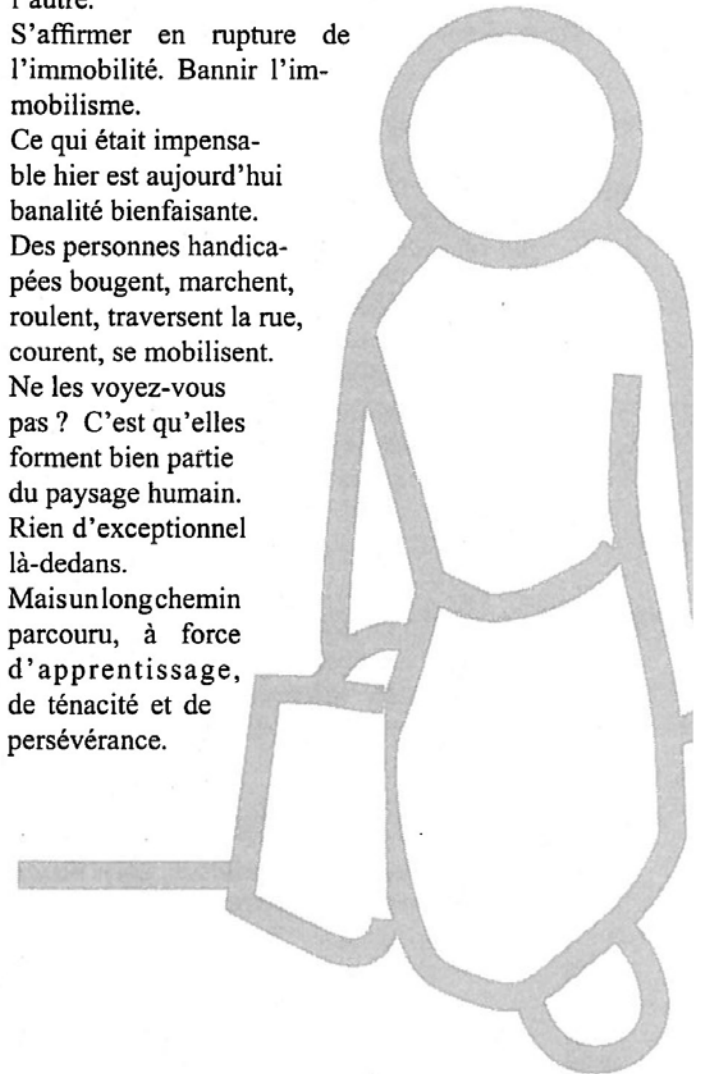 l'autre.
S'affirmer en rupture de
l'immobilité. Bannir l'im-
mobilisme.
Ce qui était impensa-
ble hier est aujourd'hui
banalité bienfaisante.
Des personnes handica-
pées bougent, marchent,
roulent, traversent la rue,
courent, se mobilisent.
Ne les voyez-vous
pas ? C'est qu'elles
forment bien partie
du paysage humain.
Rien d'exceptionnel
là-dedans.
Maisunlongchemin
parcouru, à force
d'apprentissage,
de ténacité et de
persévérance.